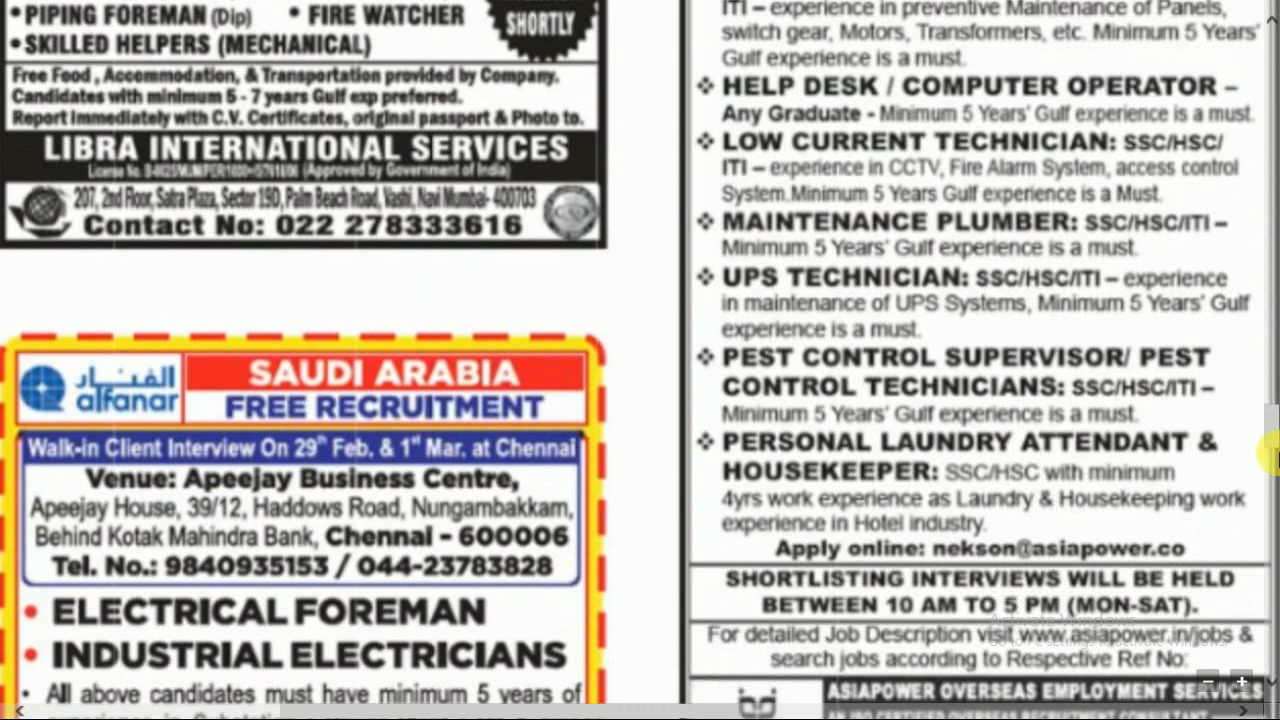 • PIPING FOREMAN (Dip) • FIRE WATCHER
• SKILLED HELPERS (MECHANICAL)
SHORTLY
Free Food, Accommodation, & Transportation provided by Company.
Candidates with minimum 5 - 7 years Gulf exp preferred.
Report Immediately with C.V. Certificates, original passport & Photo to.
LIBRA INTERNATIONAL SERVICES
(Approved by Government of India)
207, 2nd Floor, Satra Plaza, Sector 19D, Palm Beach Road, Vashi, Navi Mumbai- 400703
Contact No: 022 278333616
الفنار
alfanar
SAUDI ARABIA
FREE RECRUITMENT
Walk-in Client Interview On 29th Feb. & 1st Mar. at Chennai
Venue: Apeejay Business Centre,
Apeejay House, 39/12, Haddows Road, Nungambakkam,
Behind Kotak Mahindra Bank, Chennai - 600006
Tel. No.: 9840935153 / 044-23783828
• ELECTRICAL FOREMAN
• INDUSTRIAL ELECTRICIANS
• All above candidates must have minimum 5 years of
ITI – experience in preventive Maintenance of Panels,
switch gear, Motors, Transformers, etc. Minimum 5 Years'
Gulf experience is a must.
❖ HELP DESK / COMPUTER OPERATOR –
Any Graduate - Minimum 5 Years' Gulf experience is a must.
❖ LOW CURRENT TECHNICIAN: SSC/HSC/
ITI – experience in CCTV, Fire Alarm System, access control
System.Minimum 5 Years Gulf experience is a Must.
❖ MAINTENANCE PLUMBER: SSC/HSC/ITI –
Minimum 5 Years' Gulf experience is a must.
❖ UPS TECHNICIAN: SSC/HSC/ITI – experience
in maintenance of UPS Systems, Minimum 5 Years' Gulf
experience is a must.
❖ PEST CONTROL SUPERVISOR/ PEST
CONTROL TECHNICIANS: SSC/HSC/ITI –
Minimum 5 Years' Gulf experience is a must.
❖ PERSONAL LAUNDRY ATTENDANT &
HOUSEKEEPER: SSC/HSC with minimum
4yrs work experience as Laundry & Housekeeping work
experience in Hotel industry.
Apply online: nekson@asiapower.co
SHORTLISTING INTERVIEWS WILL BE HELD
BETWEEN 10 AM TO 5 PM (MON-SAT).
Activate Windows
For detailed Job Description visit www.asiapower.in/jobs &
search jobs according to Respective Ref No:
ASIAPOWER OVERSEAS EMPLOYMENT SERVICES